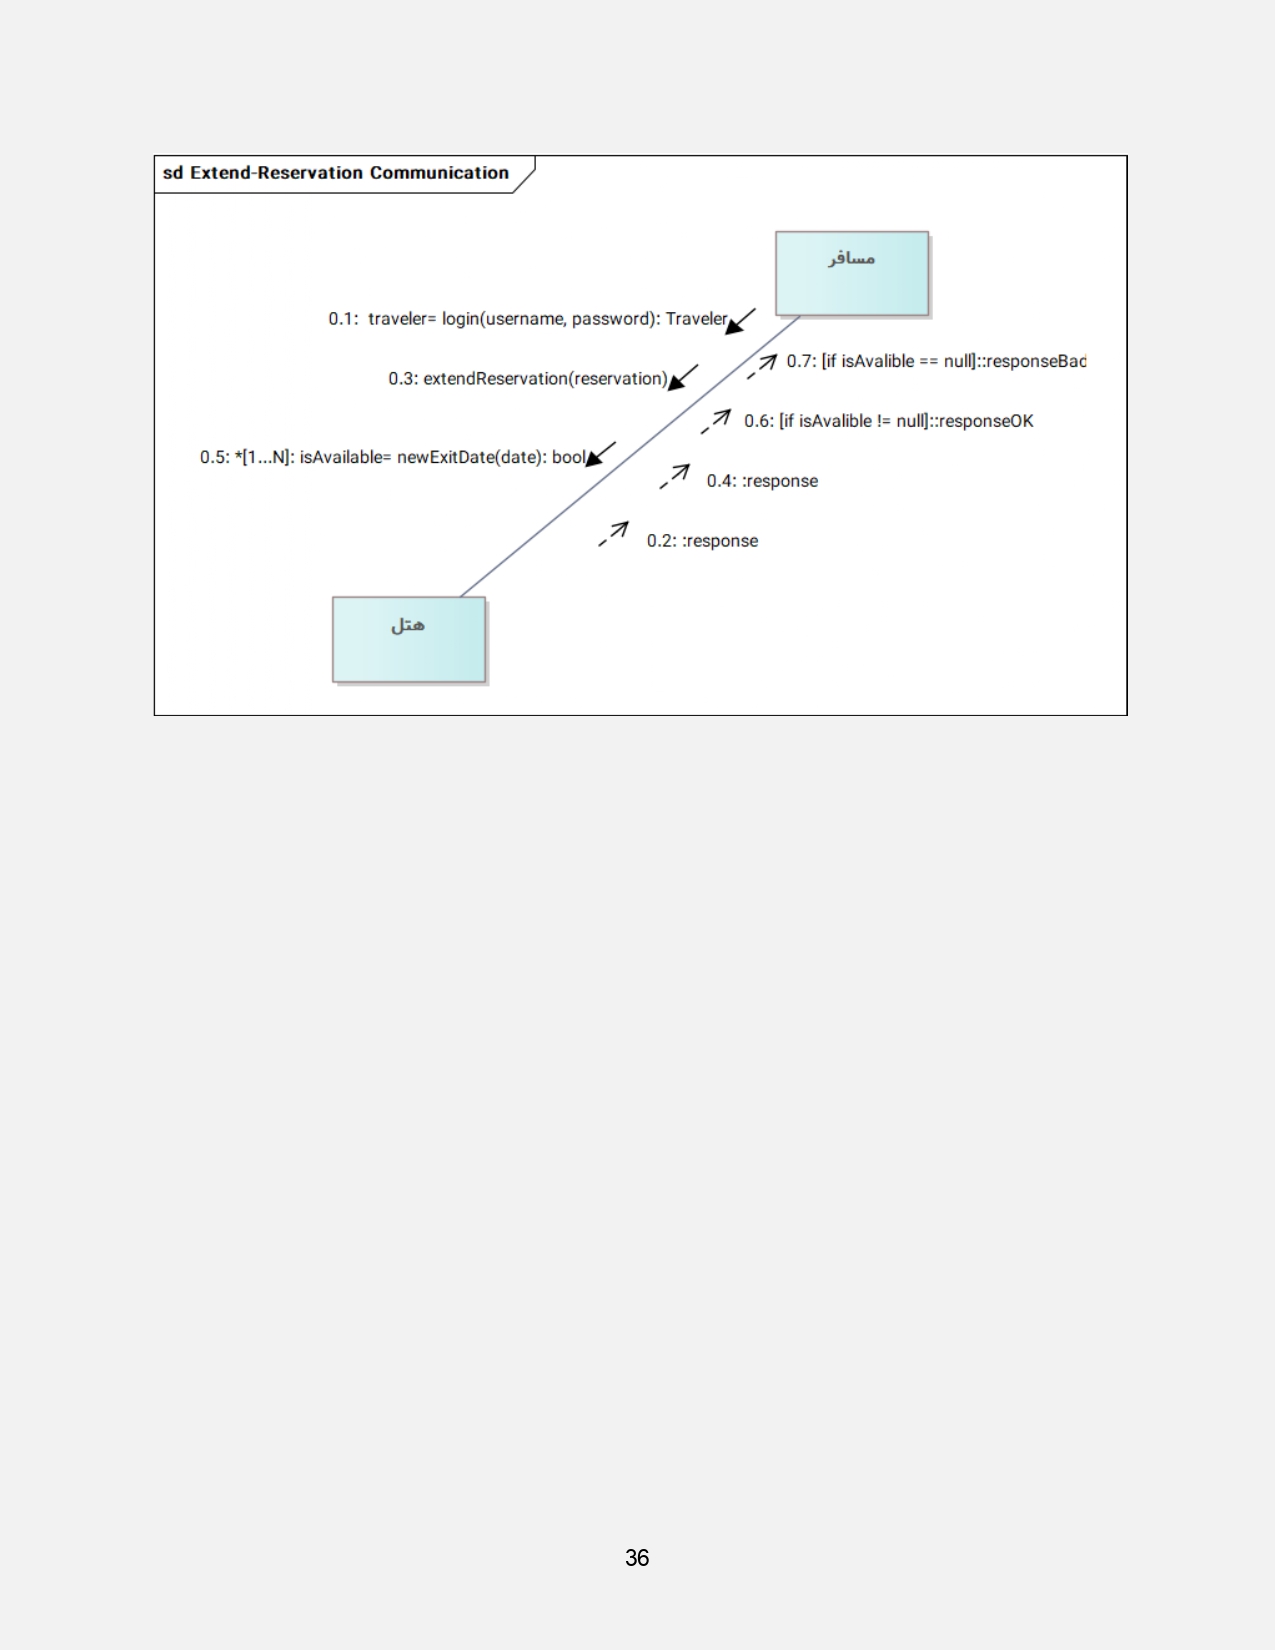 sd Extend-Reservation Communication
مسافر
0.1: traveler= login(username, password): Traveler
0.7: [if isAvalible == null]::responseBad
0.3: extendReservation(reservation)
0.6: [if isAvalible != null]::responseOK
0.5: *[1...N]: isAvailable= newExitDate(date): bool
0.4: :response
0.2: :response
هتل
36